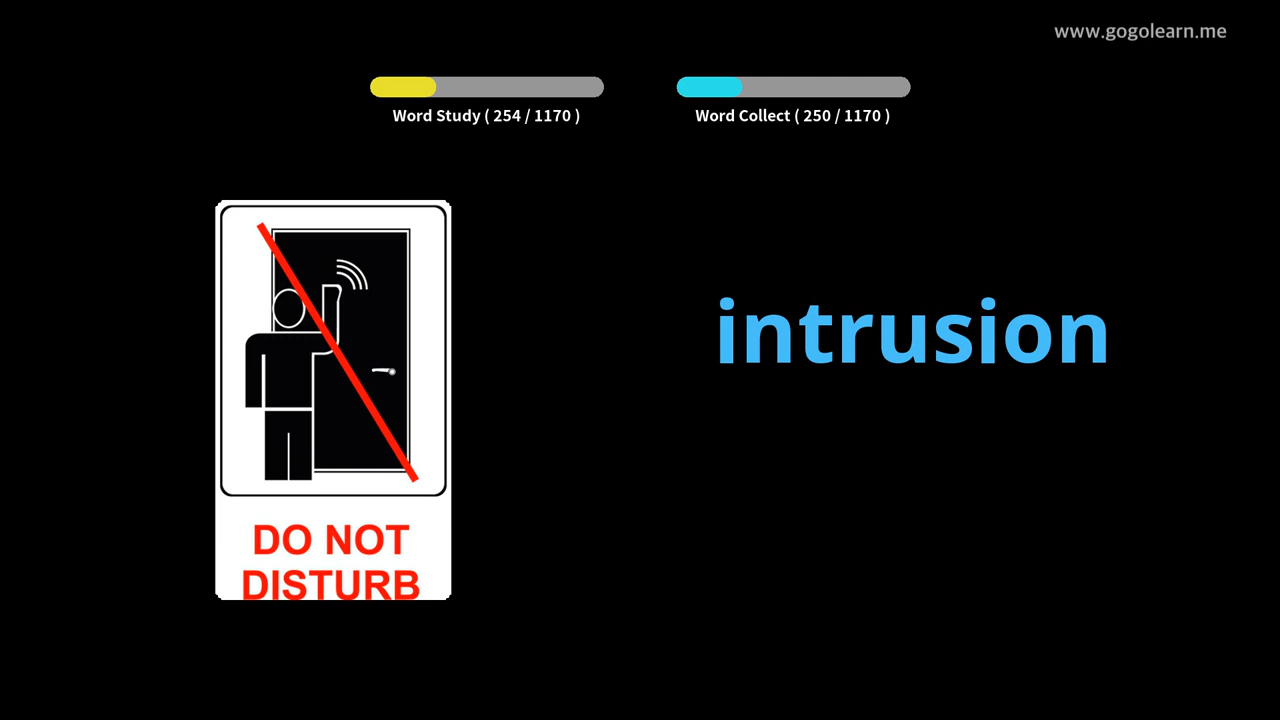 www.gogolearn.me
Word Study ( 254 / 1170 )
Word Collect ( 250 / 1170 )
intrusion
DO NOT
DISTURB